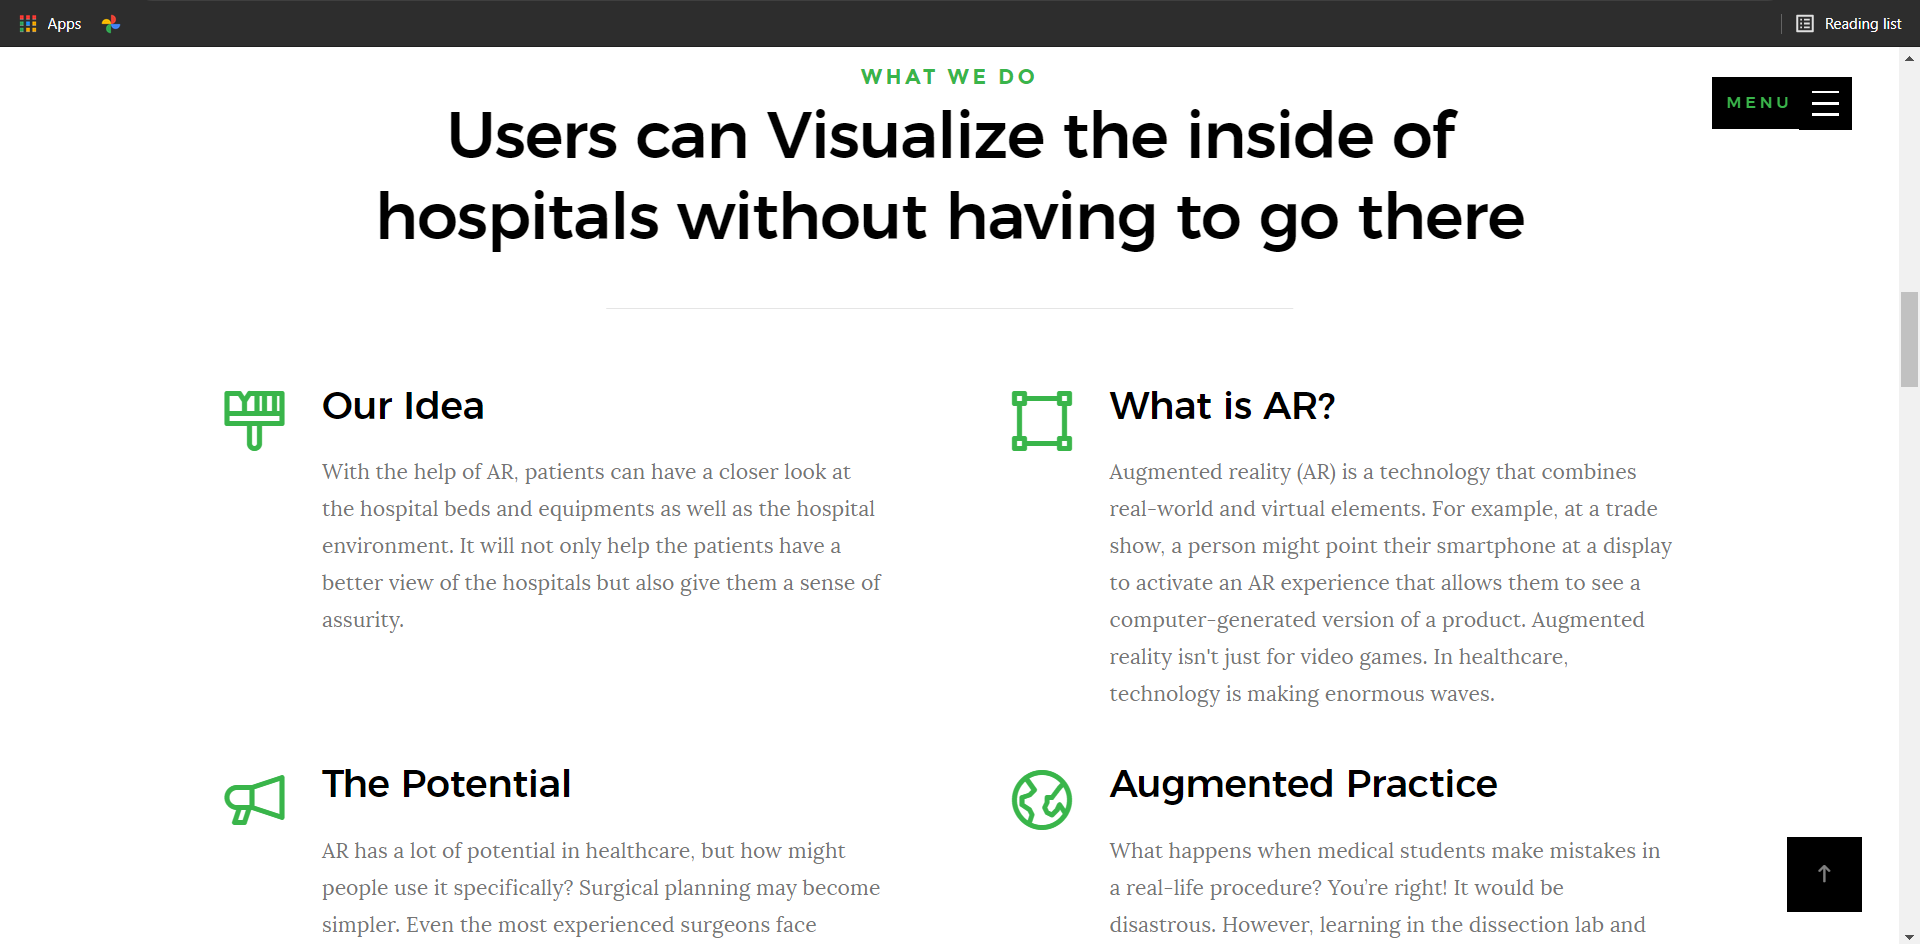 Apps
Reading list
WHAT WE DO
MENU
Users can Visualize the inside of
hospitals without having to go there
Our Idea
With the help of AR, patients can have a closer look at
the hospital beds and equipments as well as the hospital
environment. It will not only help the patients have a
better view of the hospitals but also give them a sense of
assurity.
What is AR?
Augmented reality (AR) is a technology that combines
real-world and virtual elements. For example, at a trade
show, a person might point their smartphone at a display
to activate an AR experience that allows them to see a
computer-generated version of a product. Augmented
reality isn't just for video games. In healthcare,
technology is making enormous waves.
The Potential
AR has a lot of potential in healthcare, but how might
people use it specifically? Surgical planning may become
simpler. Even the most experienced surgeons face
Augmented Practice
What happens when medical students make mistakes in
a real-life procedure? You’re right! It would be
disastrous. However, learning in the dissection lab and